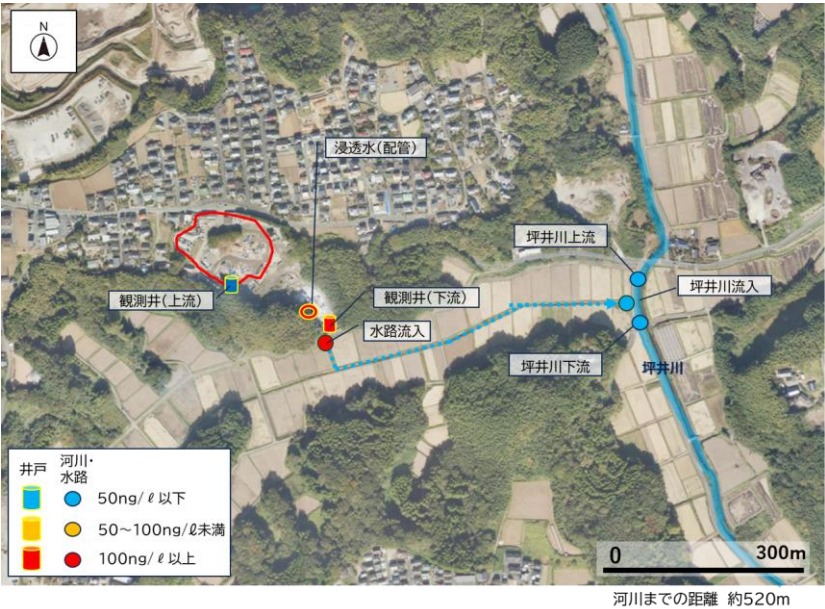 N
浸透水(配管)
坪井川上流
観測井(上流)
観測井(下流)
坪井川流入
水路流入
坪井川下流
坪井川
井戸
河川・
水路
50ng/ℓ以下
50～100ng/ℓ未満
100ng/ℓ以上
0 300m
河川までの距離 約520m